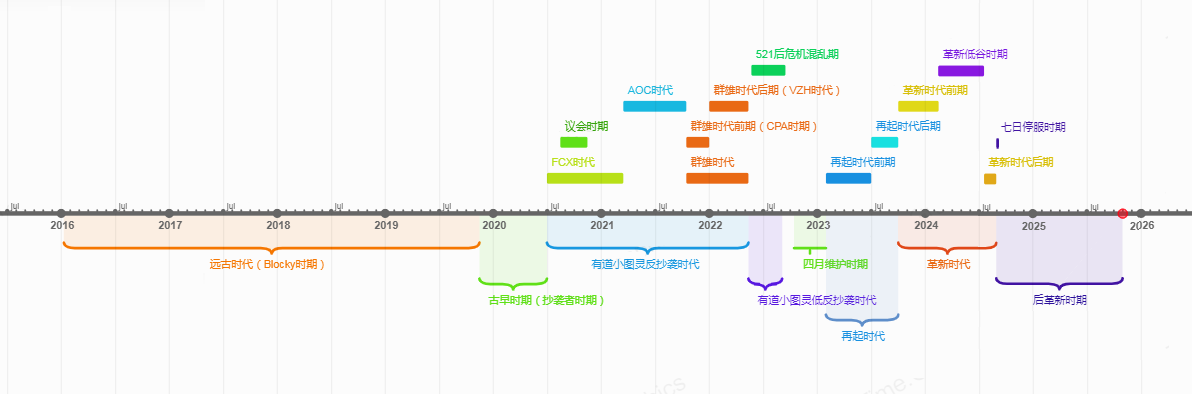 521后危机混乱期
革新低谷时期
AOC时代
群雄时代后期（VZH时代）
革新时代前期
议会时期
群雄时代前期（CPA时期）
再起时代后期
七日停服时期
FCX时代
群雄时代
再起时代前期
革新时代后期
Jul Jul Jul Jul Jul Jul Jul Jul Jul Jul Jul
2016 2017 2018 2019 2020 2021 2022 2023 2024 2025 2026
远古时代（Blocky时期）
有道小图灵反抄袭时代
四月维护时期
革新时代
古早时期（抄袭者时期）
有道小图灵低反抄袭时代
后革新时期
再起时代